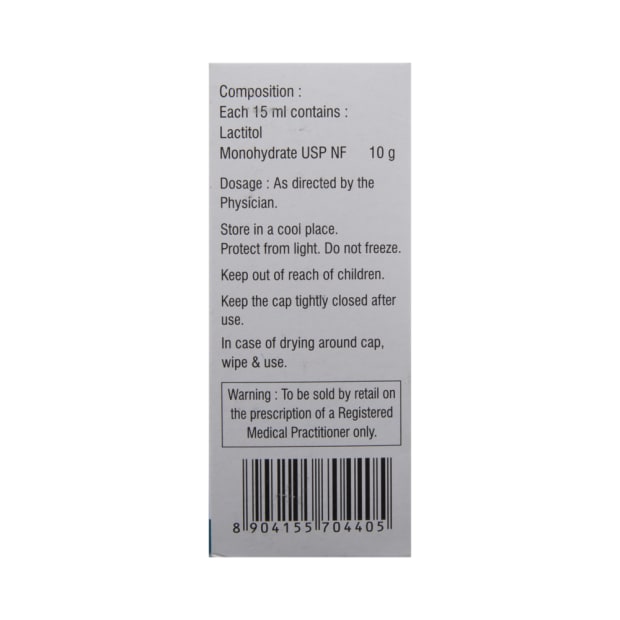 Composition :
Each 15 ml contains :
Lactitol
Monohydrate USP NF 10 g
Dosage : As directed by the
Physician.
Store in a cool place.
Protect from light. Do not freeze.
Keep out of reach of children.
Keep the cap tightly closed after
use.
In case of drying around cap,
wipe & use.
Warning : To be sold by retail on
the prescription of a Registered
Medical Practitioner only.
8 904155 704405